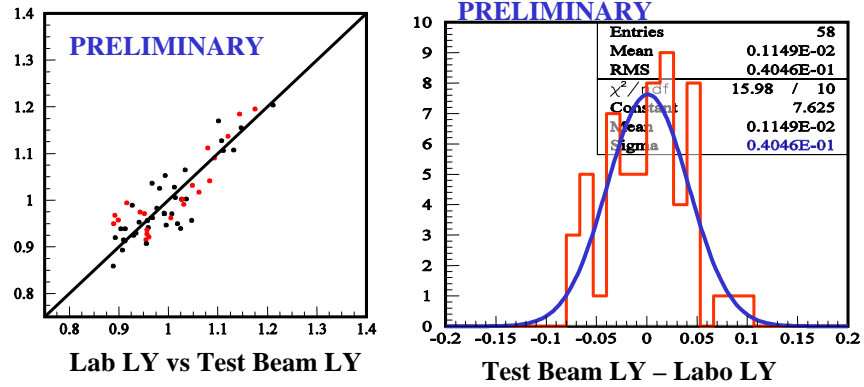 PRELIMINARY
1.4
1.3
1.2
1.1
1
0.9
0.8
0.8 0.9 1 1.1 1.2 1.3 1.4
Lab LY vs Test Beam LY
PRELIMINARY
10
9
8
7
6
5
4
3
2
1
0
Entries 58
Mean 0.1149E-02
RMS 0.4046E-01
χ²/ndf 15.98 / 10
Constant 7.625
Mean 0.1149E-02
Sigma 0.4046E-01
-0.2 -0.15 -0.1 -0.05 0 0.05 0.1 0.15 0.2
Test Beam LY – Labo LY